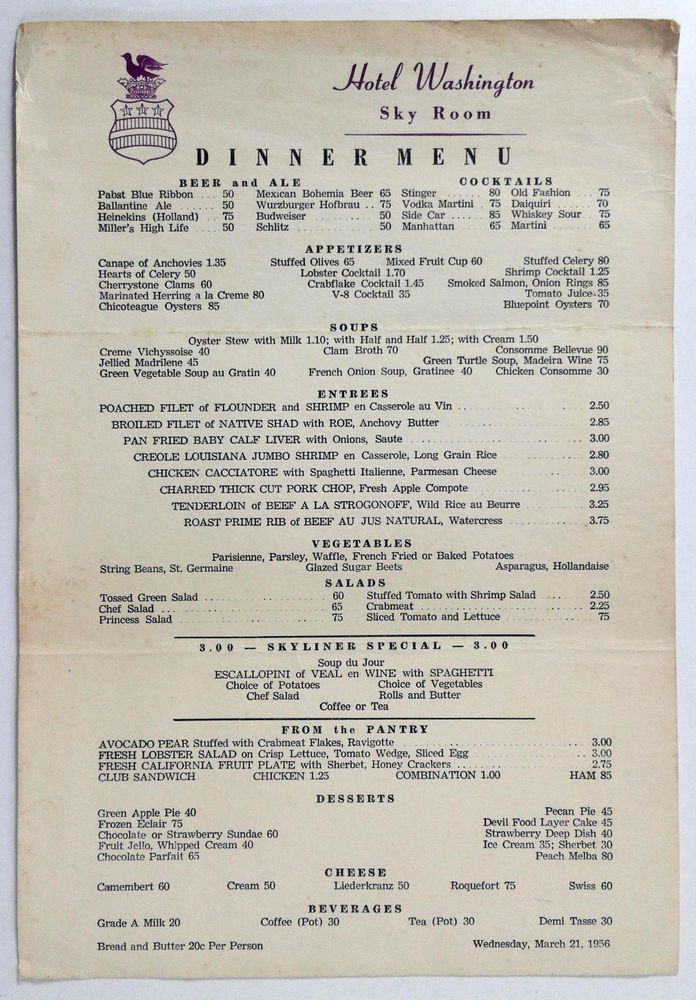 Hotel Washington
Sky Room
DINNER MENU
BEER and ALE
COCKTAILS
Pabst Blue Ribbon .. 50 Mexican Bohemia Beer 65 Stinger ...... 80 Old Fashion .. 75
Ballantine Ale ...... 50 Wurzburger Hofbrau .. 75 Vodka Martini . 75 Daiquiri ...... 70
Heinekins (Holland) .. 75 Budweiser ........ 50 Side Car ...... 85 Whiskey Sour . 75
Miller's High Life .... 50 Schlitz ........ 50 Manhattan 65 Martini ........ 65
APPETIZERS
Canape of Anchovies 1.35 Stuffed Olives 65 Mixed Fruit Cup 60 Stuffed Celery 80
Hearts of Celery 50 Lobster Cocktail 1.70 Shrimp Cocktail 1.25
Cherrystone Clams 60 Crabflake Cocktail 1.45 Smoked Salmon, Onion Rings 85
Marinated Herring a la Creme 80 V-8 Cocktail 35 Tomato Juice 35
Chicoteague Oysters 85 Bluepoint Oysters 70
SOUPS
Oyster Stew with Milk 1.10; with Half and Half 1.25; with Cream 1.50
Creme Vichyssoise 40 Clam Broth 70 Consomme Bellevue 90
Jellied Madrilene 45 Green Turtle Soup, Madeira Wine 75
Green Vegetable Soup au Gratin 40 French Onion Soup, Gratinee 40 Chicken Consomme 30
ENTREES
POACHED FILET of FLOUNDER and SHRIMP en Casserole au Vin .. 2.50
BROILED FILET of NATIVE SHAD with ROE, Anchovy Butter .. 2.85
PAN FRIED BABY CALF LIVER with Onions, Saute .. 3.00
CREOLE LOUISIANA JUMBO SHRIMP en Casserole, Long Grain Rice .. 2.80
CHICKEN CACCIATORE with Spaghetti Italienne, Parmesan Cheese .. 3.00
CHARRED THICK CUT PORK CHOP, Fresh Apple Compote .. 2.95
TENDERLOIN of BEEF A LA STROGONOFF, Wild Rice au Beurre .. 3.25
ROAST PRIME RIB of BEEF AU JUS NATURAL, Watercress .. 3.75
VEGETABLES
Parisienne, Parsley, Waffle, French Fried or Baked Potatoes
String Beans, St. Germaine Glazed Sugar Beets Asparagus, Hollandaise
SALADS
Tossed Green Salad .. 60 Stuffed Tomato with Shrimp Salad ... 2.50
Chef Salad ... 65 Crabmeat .. 2.25
Princess Salad .. 75 Sliced Tomato and Lettuce .. 75
3.00 — SKYLINER SPECIAL — 3.00
Soup du Jour
ESCALLOPINI of VEAL en WINE with SPAGHETTI
Choice of Potatoes Choice of Vegetables
Chef Salad Rolls and Butter
Coffee or Tea
FROM the PANTRY
AVOCADO PEAR Stuffed with Crabmeat Flakes, Ravigotte .. 3.00
FRESH LOBSTER SALAD on Crisp Lettuce, Tomato Wedge, Sliced Egg .. 3.00
FRESH CALIFORNIA FRUIT PLATE with Sherbet, Honey Crackers .. 2.75
CLUB SANDWICH CHICKEN 1.25 COMBINATION 1.00 HAM 85
DESSERTS
Green Apple Pie 40 Pecan Pie 45
Frozen Eclair 75 Devil Food Layer Cake 45
Chocolate or Strawberry Sundae 60 Strawberry Deep Dish 40
Fruit Jello, Whipped Cream 40 Ice Cream 35; Sherbet 30
Chocolate Parfait 65 Peach Melba 80
CHEESE
Camembert 60 Cream 50 Liederkranz 50 Roquefort 75 Swiss 60
BEVERAGES
Grade A Milk 20 Coffee (Pot) 30 Tea (Pot) 30 Demi Tasse 30
Bread and Butter 20c Per Person Wednesday, March 21, 1956